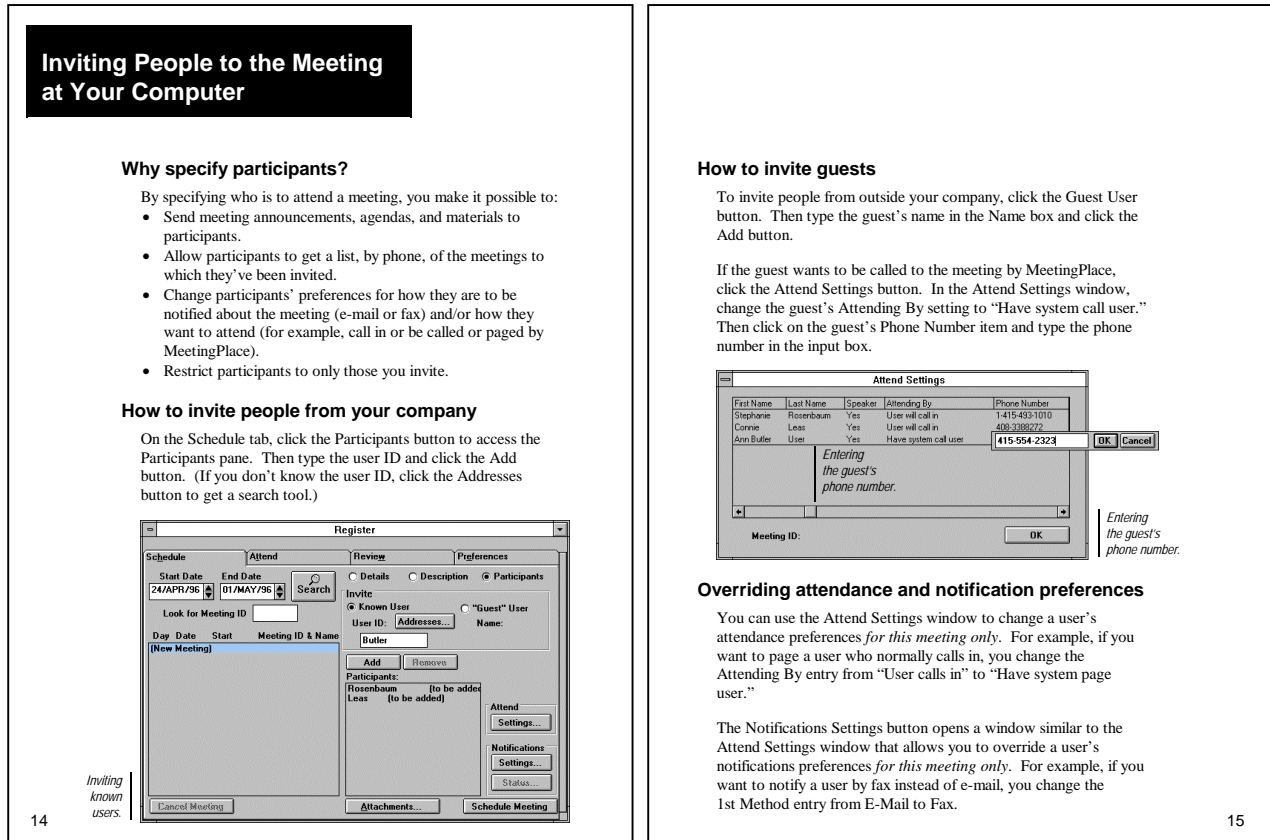 Inviting People to the Meeting
at Your Computer
Why specify participants?
By specifying who is to attend a meeting, you make it possible to:
• Send meeting announcements, agendas, and materials to
participants.
• Allow participants to get a list, by phone, of the meetings to
which they've been invited.
• Change participants' preferences for how they are to be
notified about the meeting (e-mail or fax) and/or how they
want to attend (for example, call in or be called or paged by
MeetingPlace).
• Restrict participants to only those you invite.
How to invite people from your company
On the Schedule tab, click the Participants button to access the
Participants pane. Then type the user ID and click the Add
button. (If you don't know the user ID, click the Addresses
button to get a search tool.)
Register
Schedule Attend Review Preferences
Start Date End Date Search
24/APR/96 01/MAY/96
Look for Meeting ID
Day Date Start Meeting ID & Name
(New Meeting)
Cancel Meeting
Details Description Participants
Invite
Known User "Guest" User
User ID: Addresses... Name:
Butler
Add Remove
Participants:
Rosenbaum (to be added
Leas (to be added)
Attend
Settings...
Notifications
Settings...
Status...
Attachments... Schedule Meeting
Inviting
known
users.
14
How to invite guests
To invite people from outside your company, click the Guest User
button. Then type the guest's name in the Name box and click the
Add button.
If the guest wants to be called to the meeting by MeetingPlace,
click the Attend Settings button. In the Attend Settings window,
change the guest's Attending By setting to “Have system call user.”
Then click on the guest's Phone Number item and type the phone
number in the input box.
Attend Settings
First Name Last Name Speaker Attending By Phone Number
Stephanie Rosenbaum Yes User will call in 1-415-493-1010
Connie Leas Yes User will call in 408-3388272
Ann Butler User Yes Have system call user 415-554-2323 OK Cancel
Entering
the guest's
phone number.
Meeting ID: OK
Entering
the guest's
phone number.
Overriding attendance and notification preferences
You can use the Attend Settings window to change a user's
attendance preferences for this meeting only. For example, if you
want to page a user who normally calls in, you change the
Attending By entry from “User calls in” to “Have system page
user.”
The Notifications Settings button opens a window similar to the
Attend Settings window that allows you to override a user's
notifications preferences for this meeting only. For example, if you
want to notify a user by fax instead of e-mail, you change the
1st Method entry from E-Mail to Fax.
15